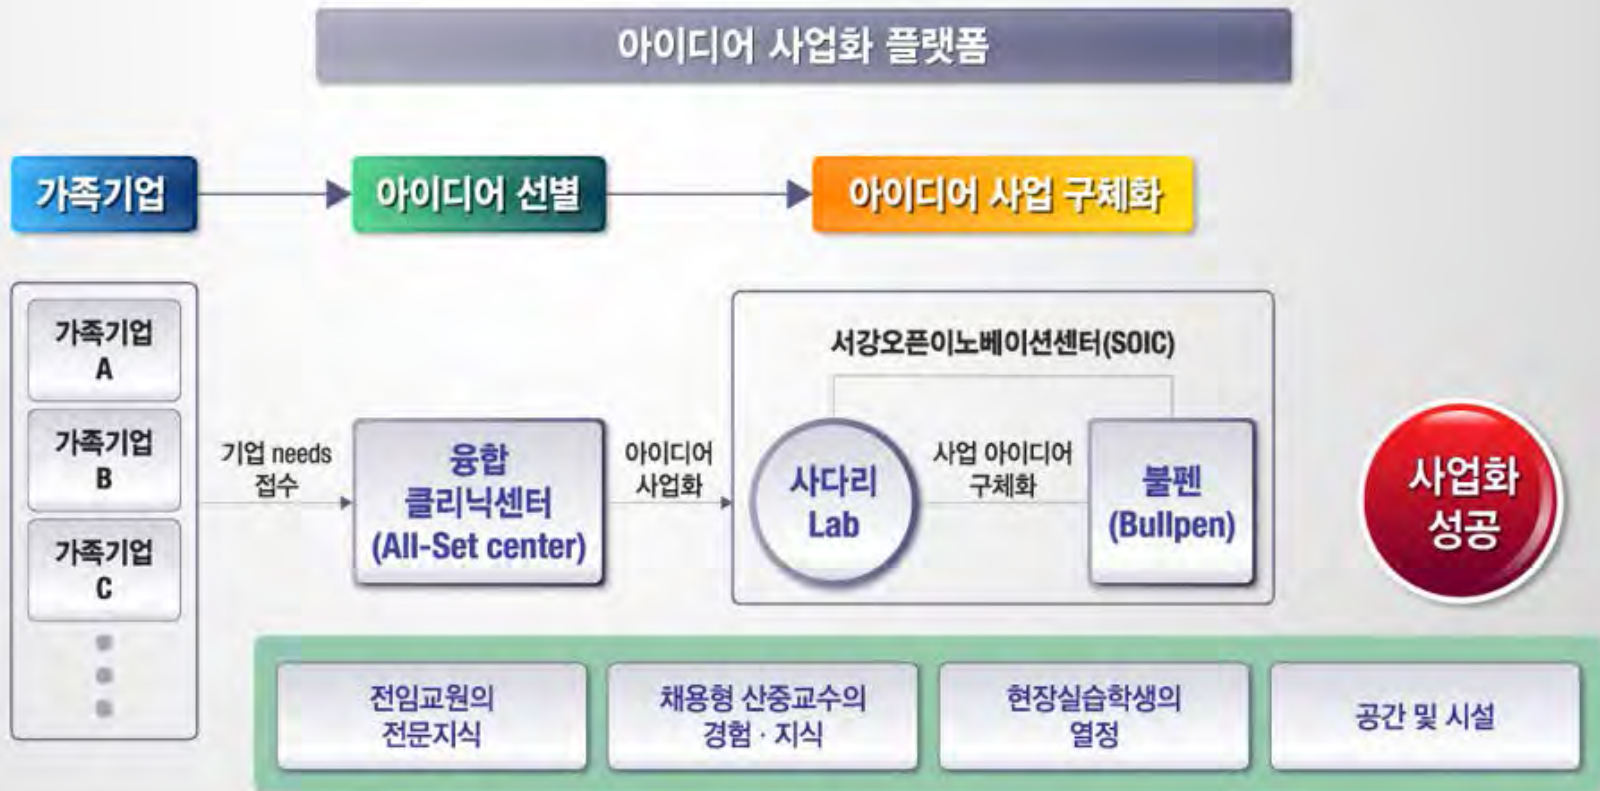 아이디어 사업화 플랫폼
가족기업
아이디어 선별
아이디어 사업 구체화
가족기업
A
가족기업
B
가족기업
C
기업 needs
접수
융합
클리닉센터
(All-Set center)
아이디어
사업화
서강오픈이노베이션센터(SOIC)
사다리
Lab
사업 아이디어
구체화
불펜
(Bullpen)
사업화
성공
전임교원의
전문지식
채용형 산중교수의
경험 · 지식
현장실습학생의
열정
공간 및 시설